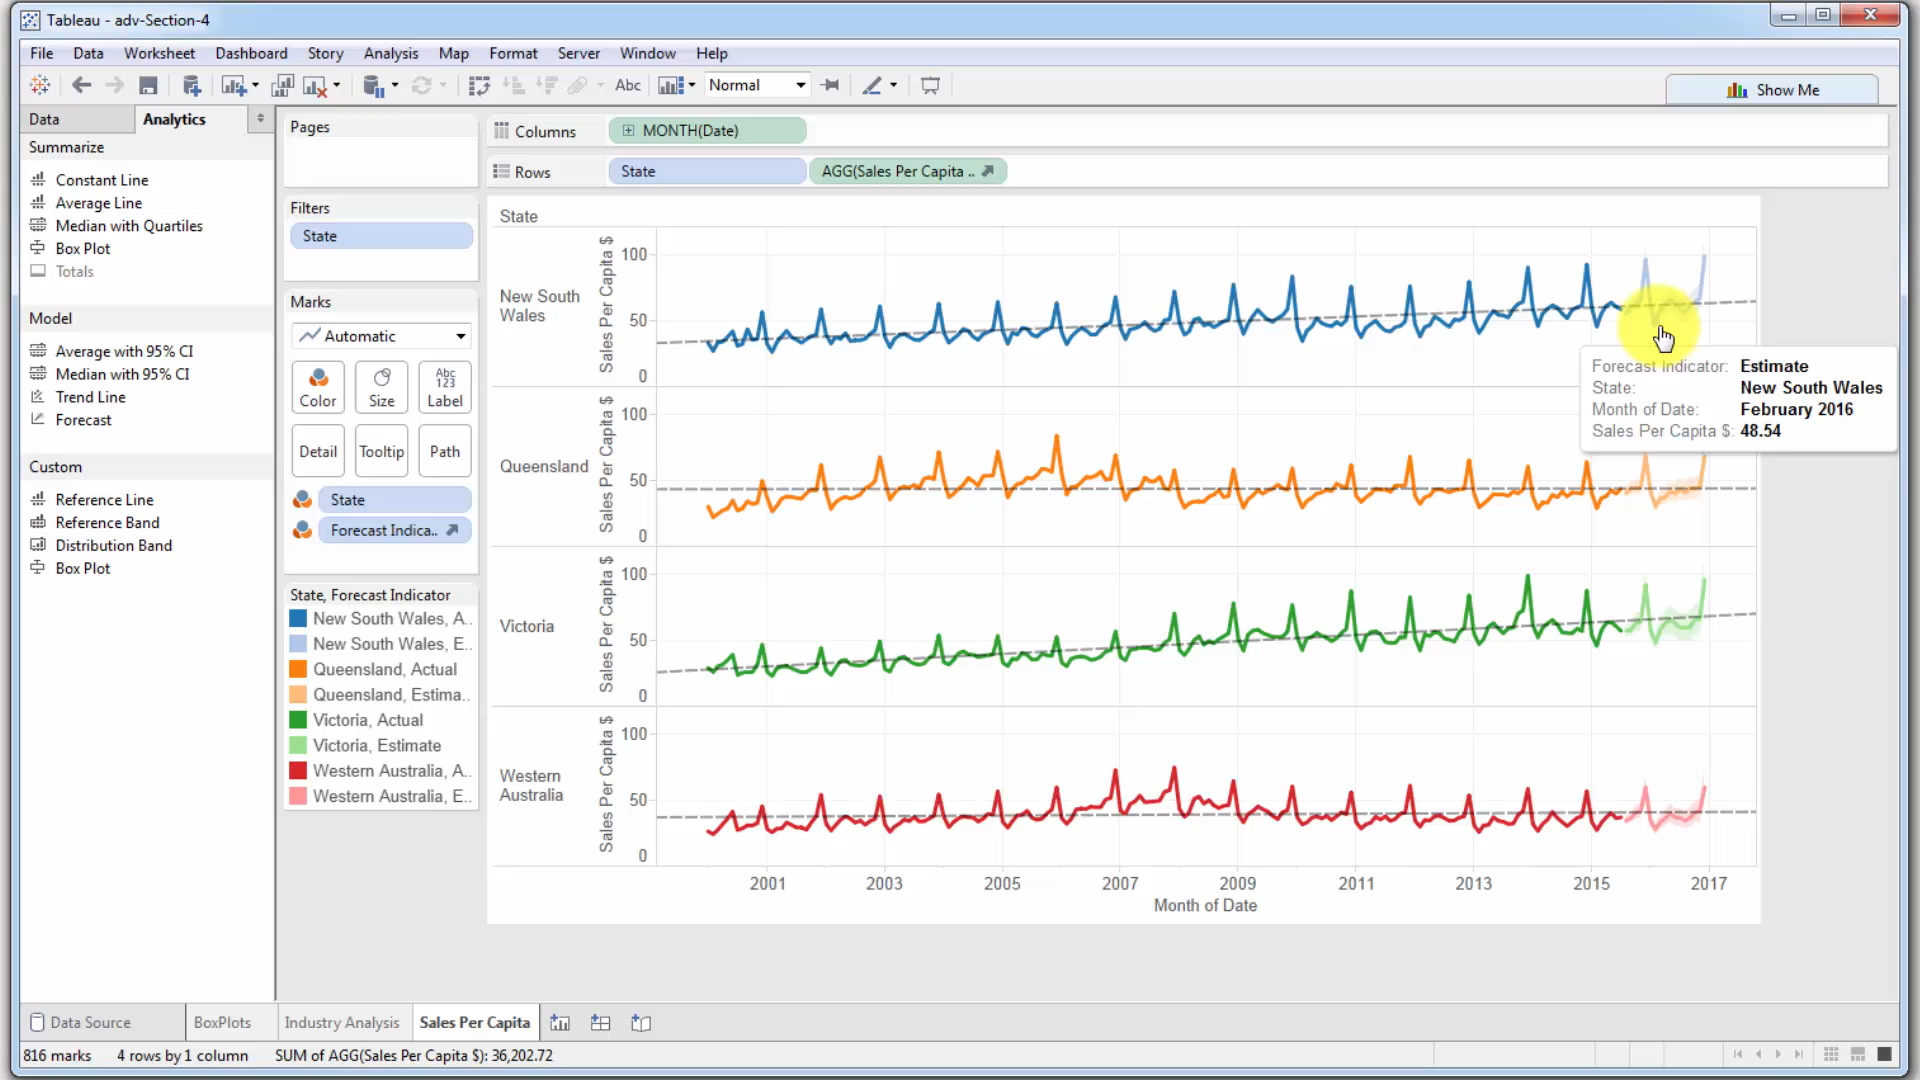 Tableau - adv-Section-4
File Data Worksheet Dashboard Story Analysis Map Format Server Window Help
Abc Normal Show Me
Data Analytics
Summarize
Constant Line
Average Line
Median with Quartiles
Box Plot
Totals
Model
Average with 95% CI
Median with 95% CI
Trend Line
Forecast
Custom
Reference Line
Reference Band
Distribution Band
Box Plot
Pages
Filters
State
Marks
Automatic
Color Size Abc 123 Label
Detail Tooltip Path
State
Forecast Indica..
State, Forecast Indicator
New South Wales, A..
New South Wales, E..
Queensland, Actual
Queensland, Estima..
Victoria, Actual
Victoria, Estimate
Western Australia, A..
Western Australia, E..
Columns MONTH(Date)
Rows State AGG(Sales Per Capita ..
State
New South Wales
Sales Per Capita $
100
50
0
Queensland
Sales Per Capita $
100
50
0
Victoria
Sales Per Capita $
100
50
0
Western Australia
Sales Per Capita $
100
50
0
2001 2003 2005 2007 2009 2011 2013 2015 2017
Month of Date
Forecast Indicator: Estimate
State: New South Wales
Month of Date: February 2016
Sales Per Capita $: 48.54
Data Source BoxPlots Industry Analysis Sales Per Capita
816 marks 4 rows by 1 column SUM of AGG(Sales Per Capita $): 36,202.72